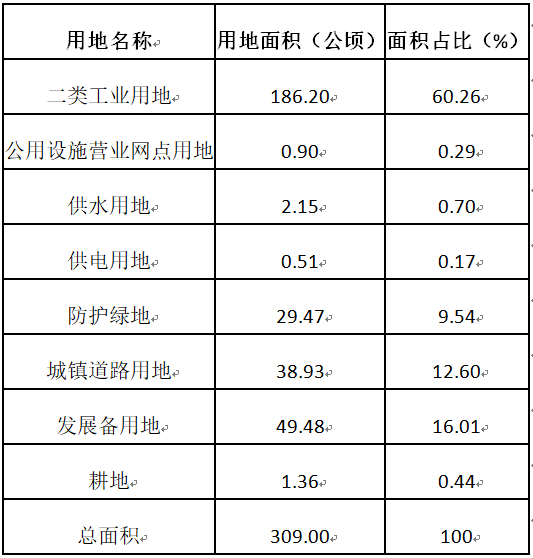 用地名称 用地面积（公顷） 面积占比（%）
二类工业用地 186.20 60.26
公用设施营业网点用地 0.90 0.29
供水用地 2.15 0.70
供电用地 0.51 0.17
防护绿地 29.47 9.54
城镇道路用地 38.93 12.60
发展备用地 49.48 16.01
耕地 1.36 0.44
总面积 309.00 100